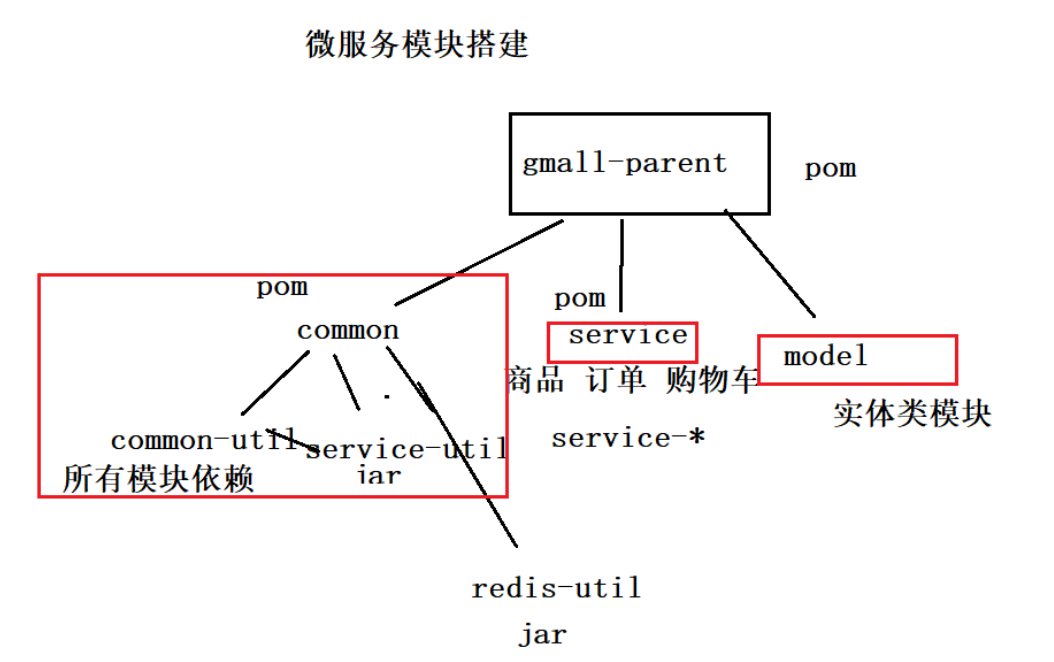 微服务模块搭建
gmall-parent
pom
pom
common
pom
service
model
商品 订单 购物车
实体类模块
common-util
service-util
service-*
所有模块依赖
jar
redis-util
jar